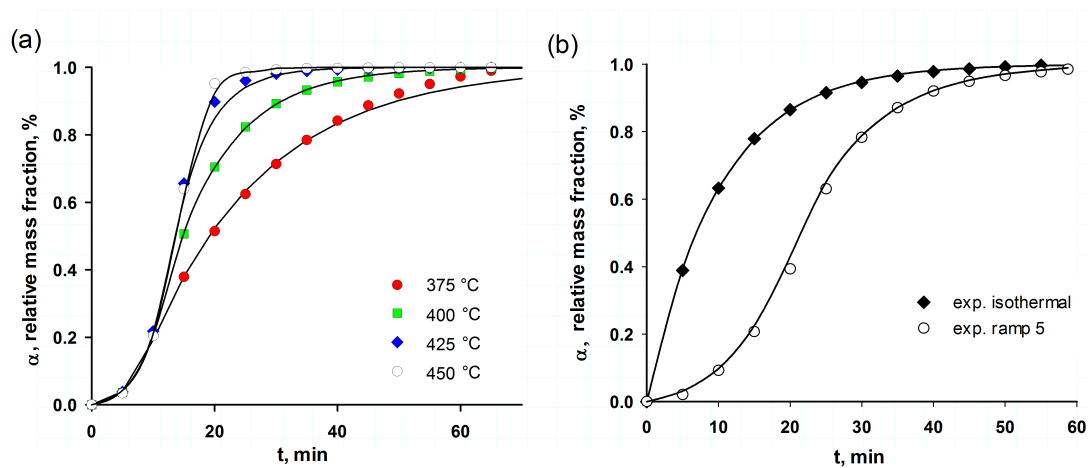 (a)
α, relative mass fraction, %
1.0
0.8
0.6
0.4
0.2
0.0
0 20 40 60
t, min
375 °C
400 °C
425 °C
450 °C
(b)
α, relative mass fraction, %
1.0
0.8
0.6
0.4
0.2
0.0
0 10 20 30 40 50 60
t, min
exp. isothermal
exp. ramp 5